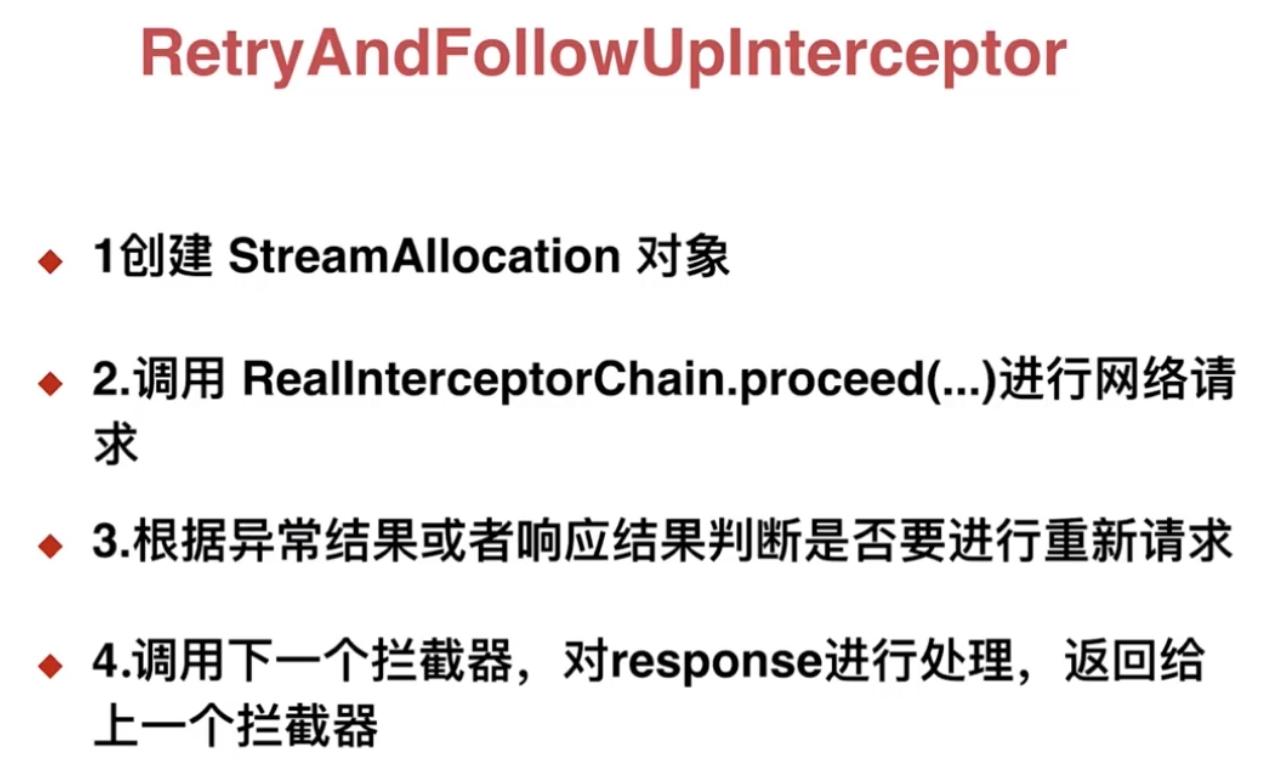 RetryAndFollowUpInterceptor
1创建 StreamAllocation 对象
2.调用 RealInterceptorChain.proceed(...)进行网络请
求
3.根据异常结果或者响应结果判断是否要进行重新请求
4.调用下一个拦截器，对response进行处理，返回给
上一个拦截器